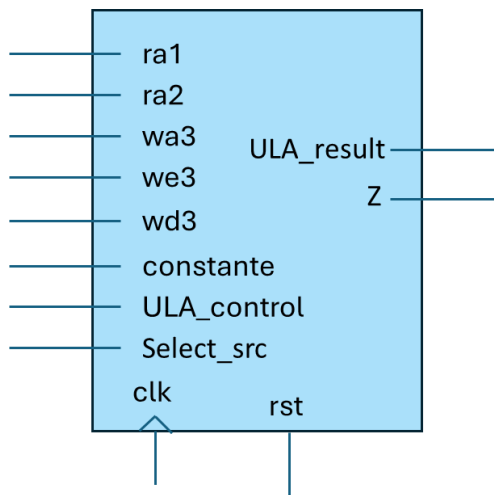 ra1
ra2
wa3
we3
wd3
constante
ULA_control
Select_src
ULA_result
Z
clk
rst